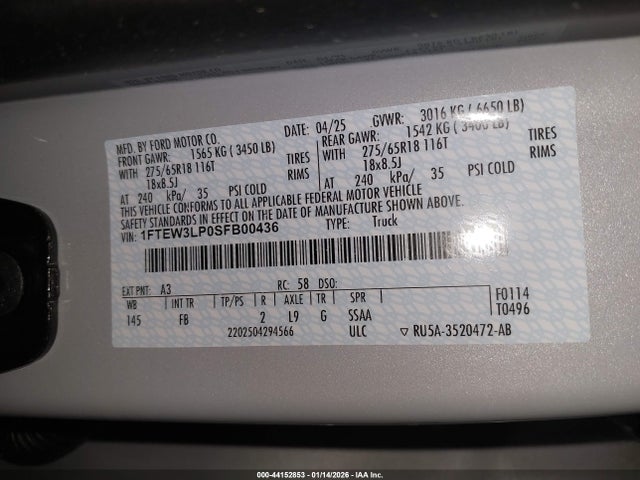 MFD. BY FORD MOTOR CO.
DATE: 04/25
GVWR: 3016 KG ( 6650 LB)
FRONT GAWR: 1565 KG ( 3450 LB)
REAR GAWR: 1542 KG ( 3400 LB)
WITH 275/65R18 116T TIRES
WITH 275/65R18 116T TIRES
18x8.5J RIMS
18x8.5J RIMS
AT 240 kPa/ 35 PSI COLD
AT 240 kPa/ 35 PSI COLD
THIS VEHICLE CONFORMS TO ALL APPLICABLE FEDERAL MOTOR VEHICLE
SAFETY STANDARDS IN EFFECT ON THE DATE OF MANUFACTURE SHOWN ABOVE.
VIN: 1FTEW3LP0SFB00436
TYPE: Truck
EXT PNT: A3 RC: 58 DSO:
WB INT TR TP/PS R AXLE TR SPR
145 FB 2 L9 G SSAA
F0114
T0496
2202504294566 ULC ▽ RU5A-3520472-AB
000-44152853 | 01/14/2026 | IAA Inc.